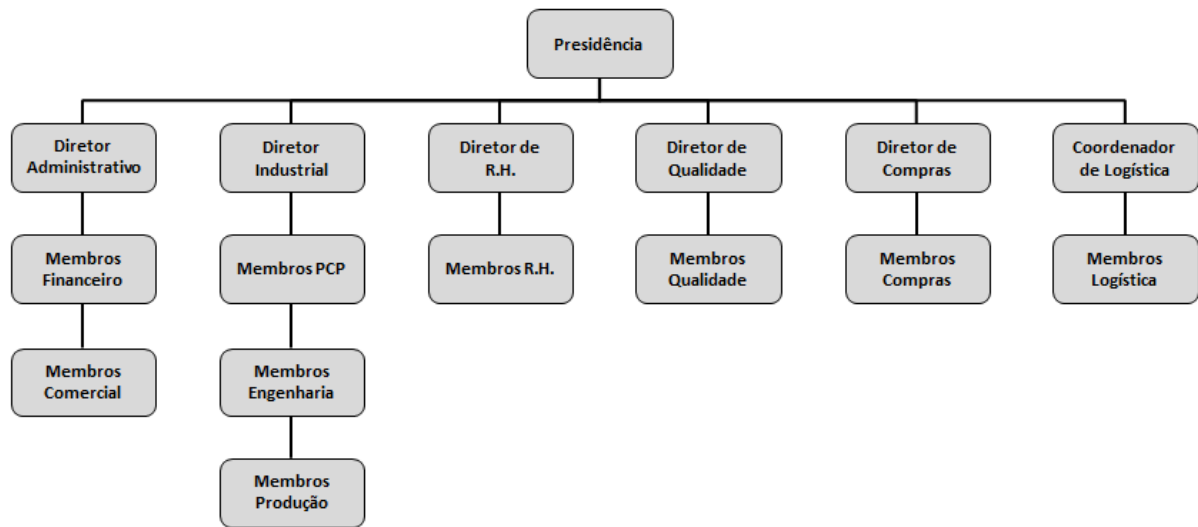 Presidência
Diretor
Administrativo
Diretor
Industrial
Diretor de
R.H.
Diretor de
Qualidade
Diretor de
Compras
Coordenador
de Logística
Membros
Financeiro
Membros PCP
Membros R.H.
Membros
Qualidade
Membros
Compras
Membros
Logística
Membros
Comercial
Membros
Engenharia
Membros
Produção